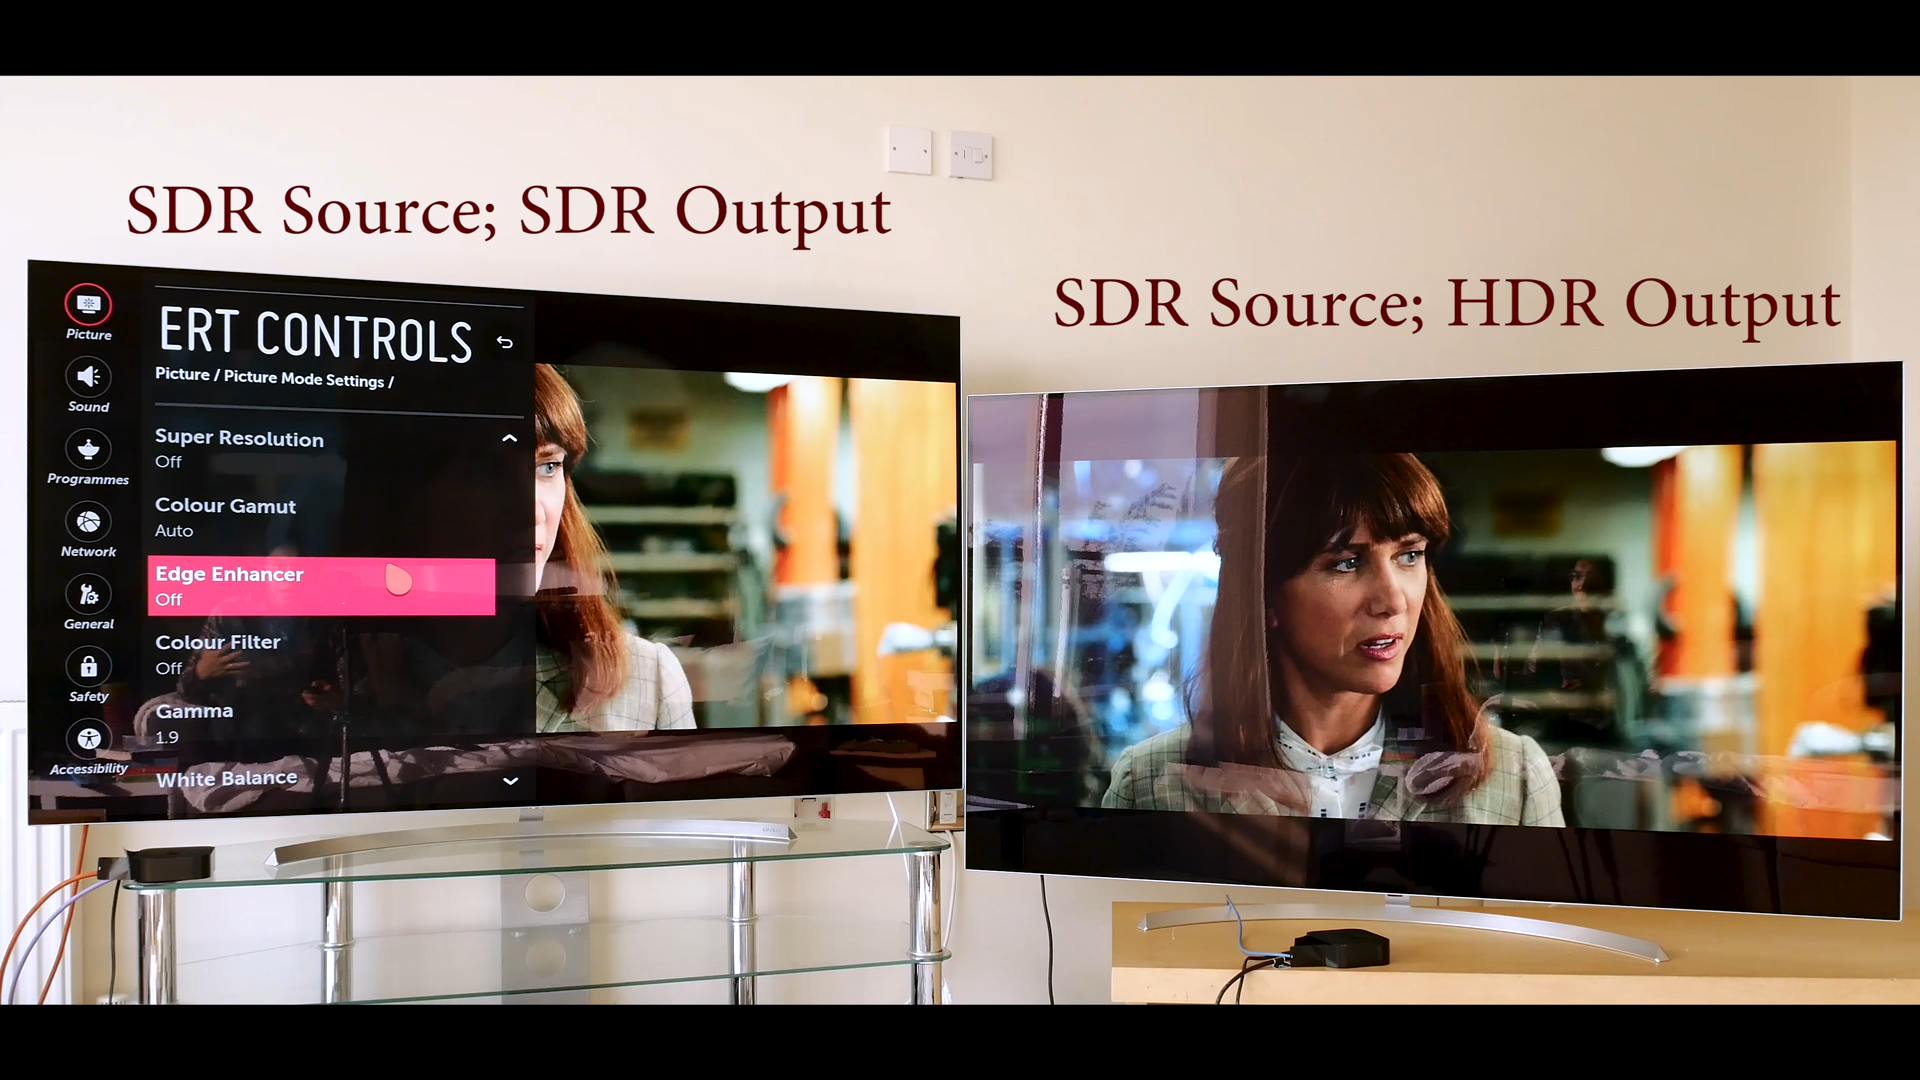 SDR Source; SDR Output
SDR Source; HDR Output
Picture
Sound
Programmes
Network
General
Safety
Accessibility
ERT CONTROLS
Picture / Picture Mode Settings /
Super Resolution
Off
Colour Gamut
Auto
Edge Enhancer
Off
Colour Filter
Off
Gamma
1.9
White Balance